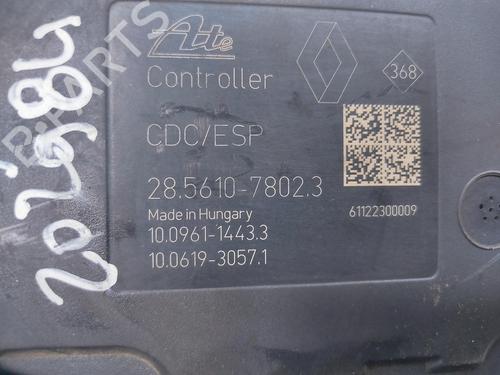 Ate
Controller
368
CDC/ESP
28.5610-7802.3
Made in Hungary
61122300009
10.0961-1443.3
10.0619-3057.1
B-PARTS